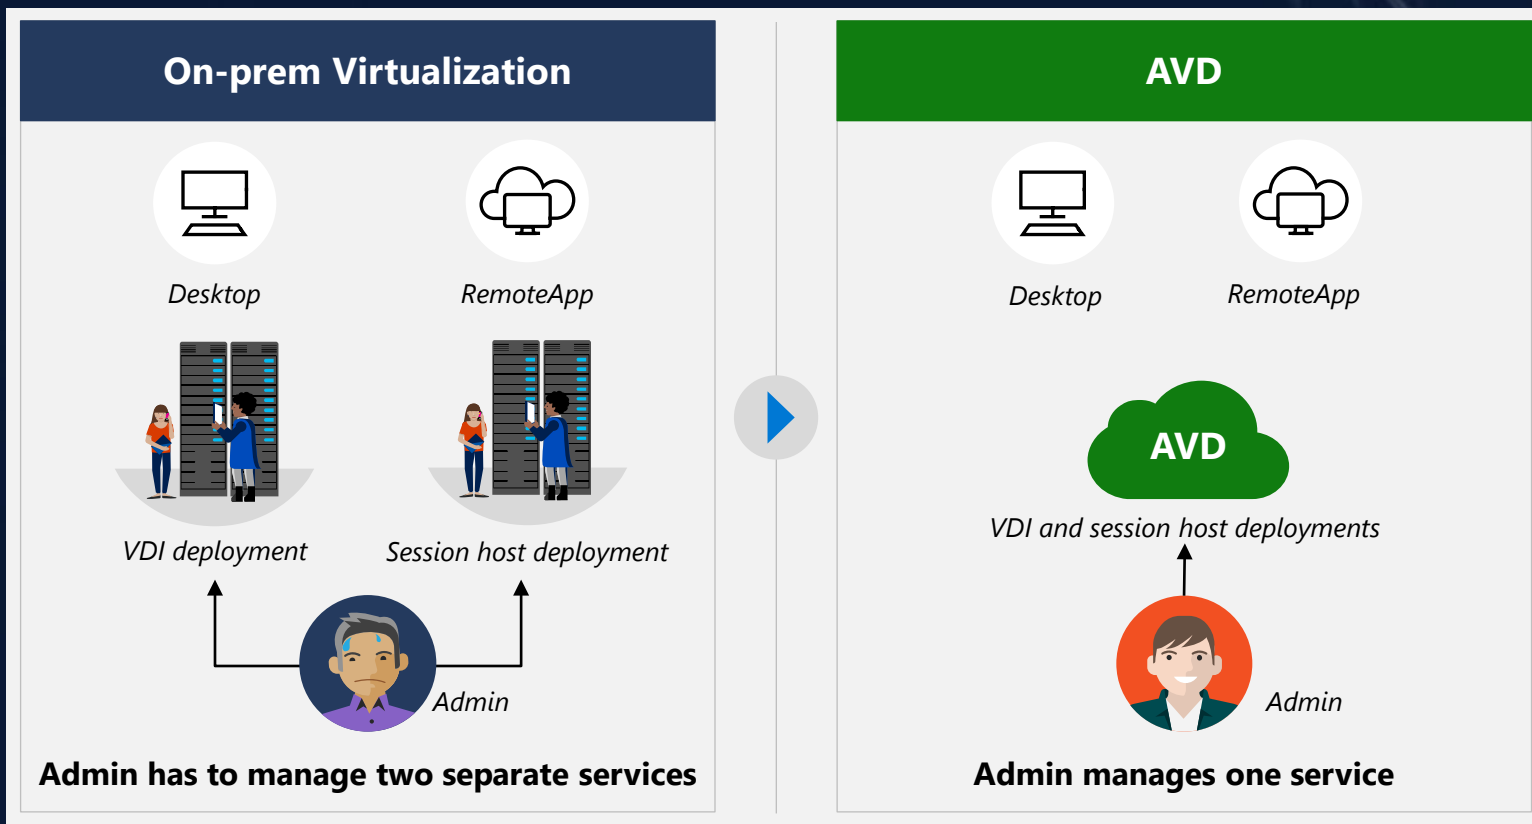 On-prem Virtualization
Desktop
RemoteApp
VDI deployment
Session host deployment
Admin
Admin has to manage two separate services
AVD
Desktop
RemoteApp
AVD
VDI and session host deployments
Admin
Admin manages one service